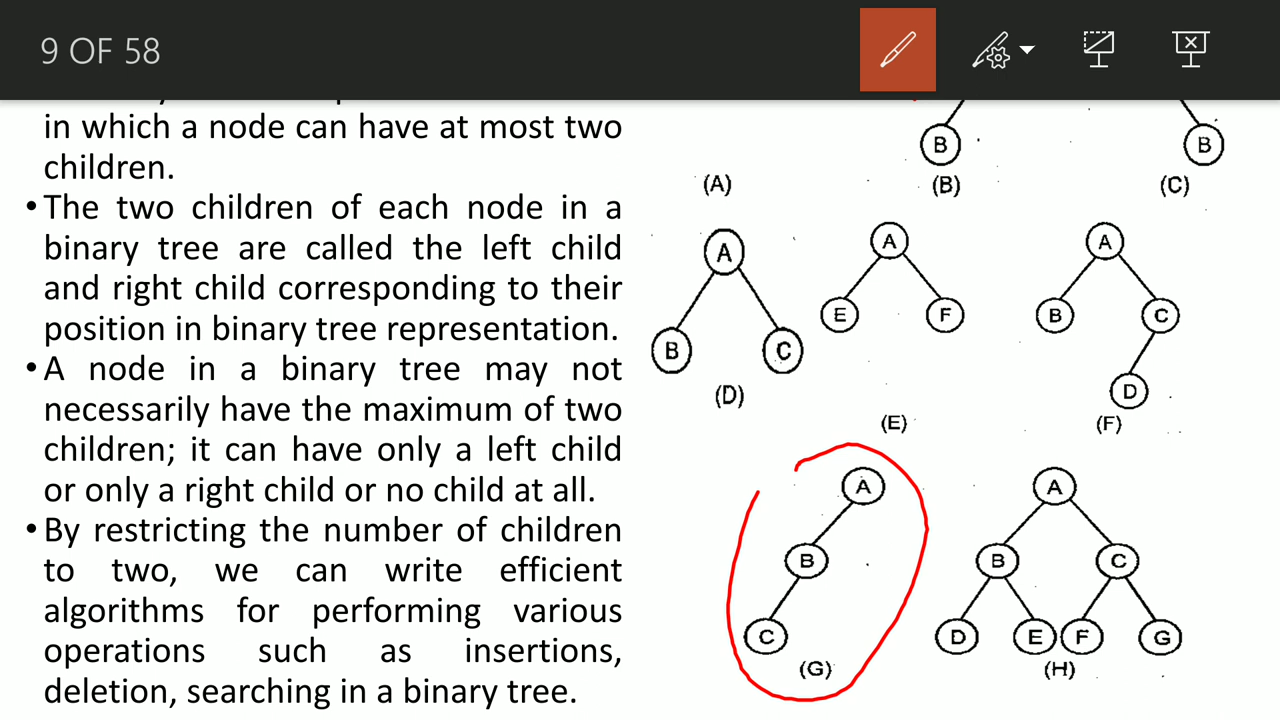 9 OF 58
in which a node can have at most two
children.
• The two children of each node in a
binary tree are called the left child
and right child corresponding to their
position in binary tree representation.
• A node in a binary tree may not
necessarily have the maximum of two
children; it can have only a left child
or only a right child or no child at all.
• By restricting the number of children
to two, we can write efficient
algorithms for performing various
operations such as insertions,
deletion, searching in a binary tree.
B B
(A) (B) (C)
A
B C
(D)
A
E F
(E)
A
B C
D
(F)
A
B
C
(G)
A
B C
D E F G
(H)